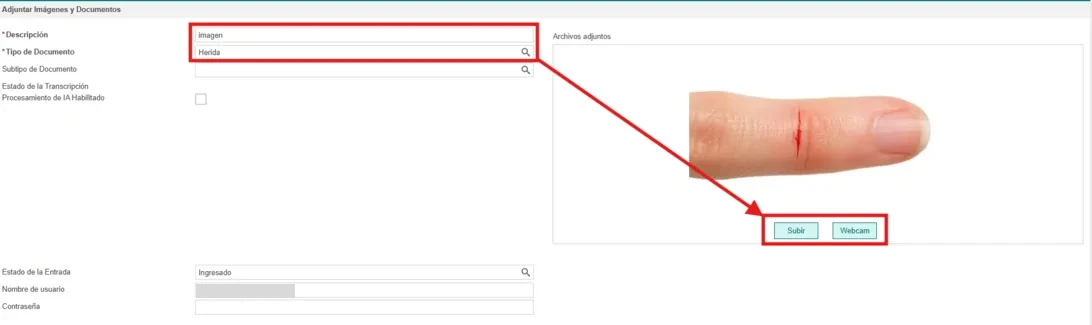 Adjuntar Imágenes y Documentos
*Descripción
imagen
*Tipo de Documento
Herida
Subtipo de Documento
Estado de la Transcripción
Procesamiento de IA Habilitado
Archivos adjuntos
Subir
Webcam
Estado de la Entrada
Ingresado
Nombre de usuario
Contraseña